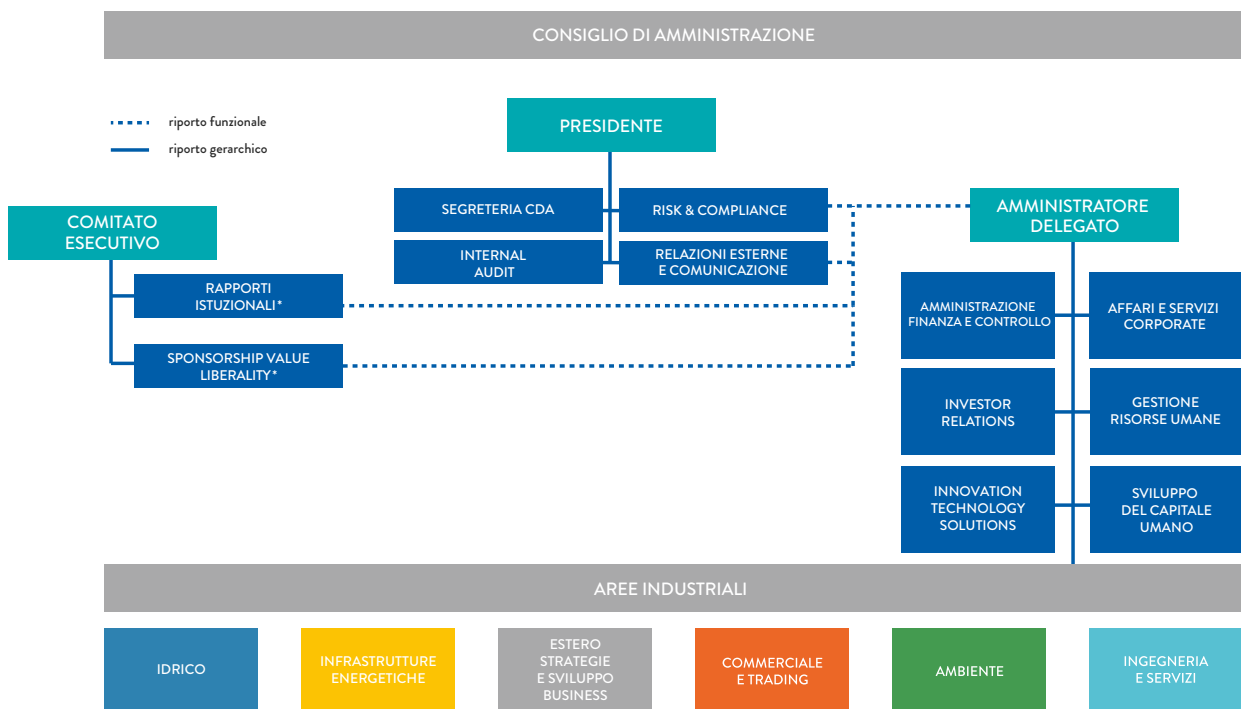 CONSIGLIO DI AMMINISTRAZIONE
riporto funzionale
riporto gerarchico
PRESIDENTE
SEGRETERIA CDA
RISK & COMPLIANCE
INTERNAL
AUDIT
RELAZIONI ESTERNE
E COMUNICAZIONE
COMITATO
ESECUTIVO
RAPPORTI
ISTUZIONALI*
SPONSORSHIP VALUE
LIBERALITY*
AMMINISTRATORE
DELEGATO
AMMINISTRAZIONE
FINANZA E CONTROLLO
AFFARI E SERVIZI
CORPORATE
INVESTOR
RELATIONS
GESTIONE
RISORSE UMANE
INNOVATION
TECHNOLOGY
SOLUTIONS
SVILUPPO
DEL CAPITALE
UMANO
AREE INDUSTRIALI
IDRICO
INFRASTRUTTURE
ENERGETICHE
ESTERO
STRATEGIE
E SVILUPPO
BUSINESS
COMMERCIALE
E TRADING
AMBIENTE
INGEGNERIA
E SERVIZI